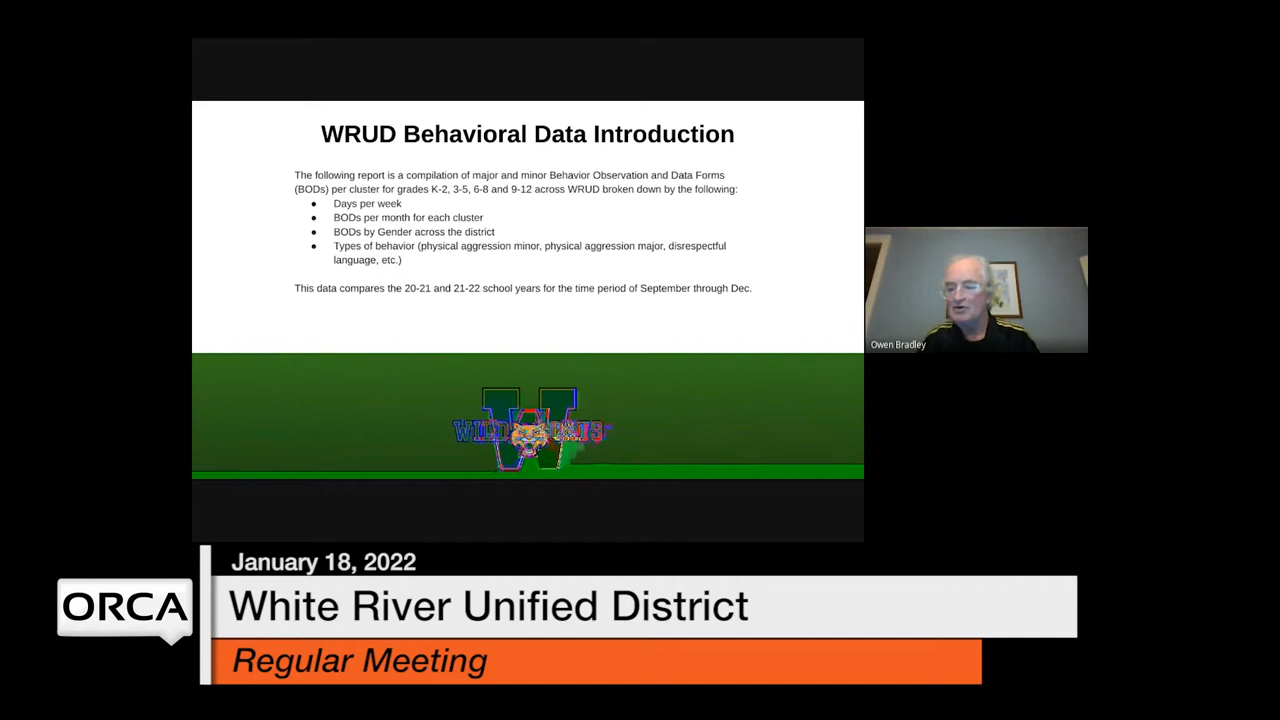 WRUD Behavioral Data Introduction
The following report is a compilation of major and minor Behavior Observation and Data Forms
(BODs) per cluster for grades K-2, 3-5, 6-8 and 9-12 across WRUD broken down by the following:
● Days per week
● BODs per month for each cluster
● BODs by Gender across the district
● Types of behavior (physical aggression minor, physical aggression major, disrespectful
language, etc.)
This data compares the 20-21 and 21-22 school years for the time period of September through Dec.
Owen Bradley
W
WILDCATS
January 18, 2022
ORCA
White River Unified District
Regular Meeting